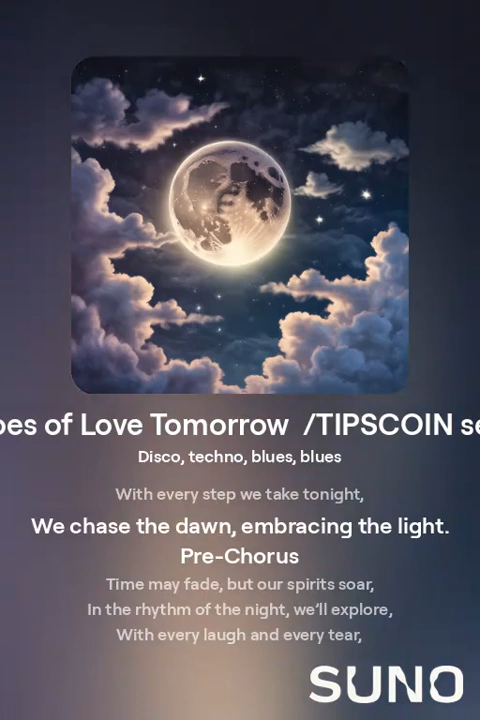 of Love Tomorrow /TIPSCOIN
Disco, techno, blues, blues
With every step we take tonight,
We chase the dawn, embracing the light.
Pre-Chorus
Time may fade, but our spirits soar,
In the rhythm of the night, we'll explore,
With every laugh and every tear,
SUNO